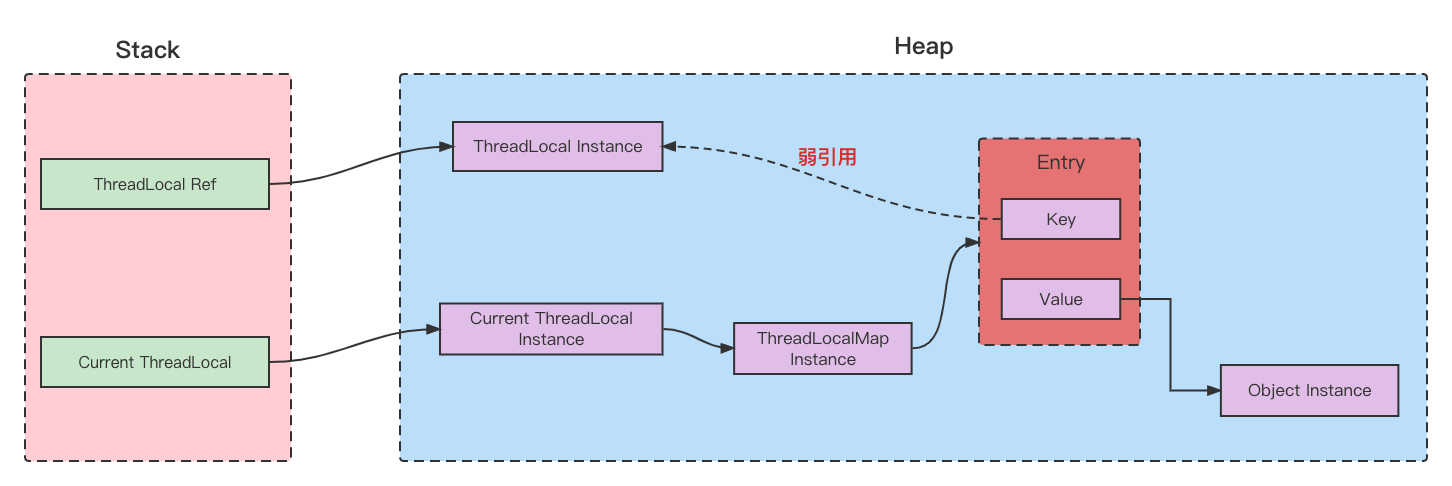 Stack
Heap
ThreadLocal Ref
ThreadLocal Instance
弱引用
Entry
Key
Value
Current ThreadLocal
Current ThreadLocal
Instance
ThreadLocalMap
Instance
Object Instance